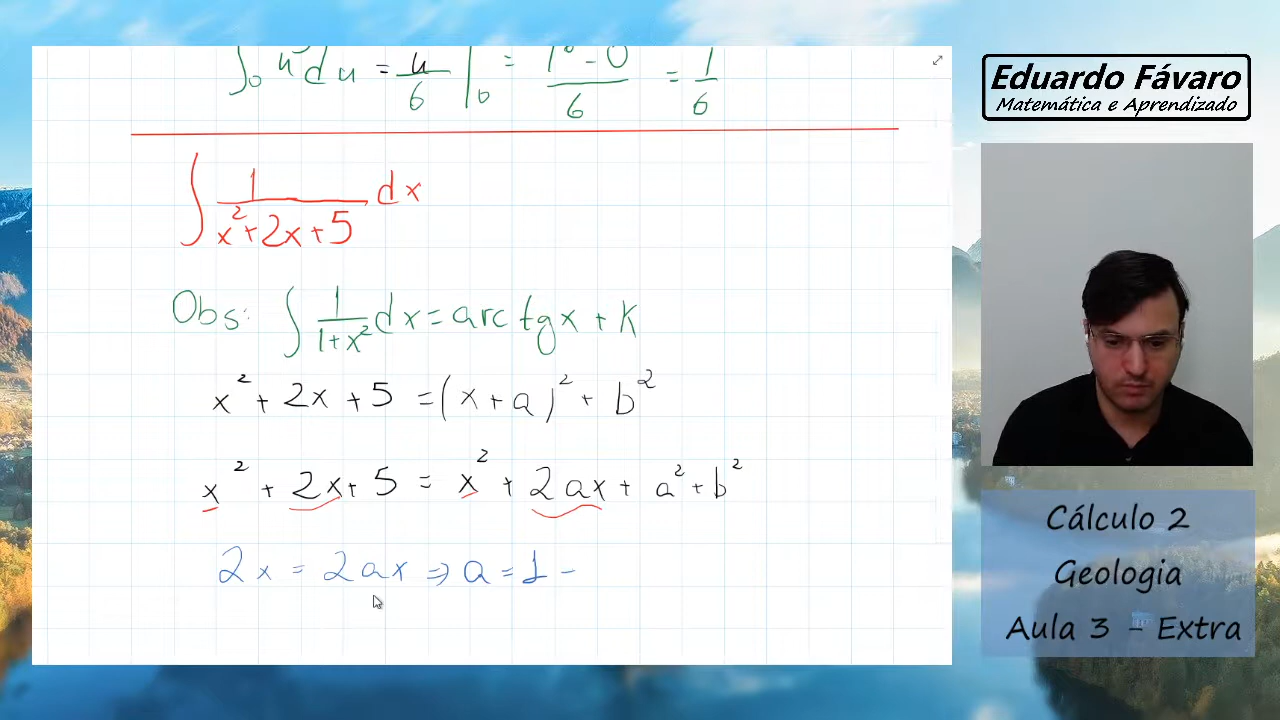 ∫₀ u du = u/6 |₀ = 1⁶ - 0/6 = 1/6
∫ 1/(x²+2x+5) dx
Obs: ∫ 1/(1+x²) dx = arc tg x + K
x² + 2x + 5 = (x + a)² + b²
x² + 2x + 5 = x² + 2ax + a² + b²
2x = 2ax ⇒ a = 1 -
Eduardo Fávaro
Matemática e Aprendizado
Cálculo 2
Geologia
Aula 3 - Extra